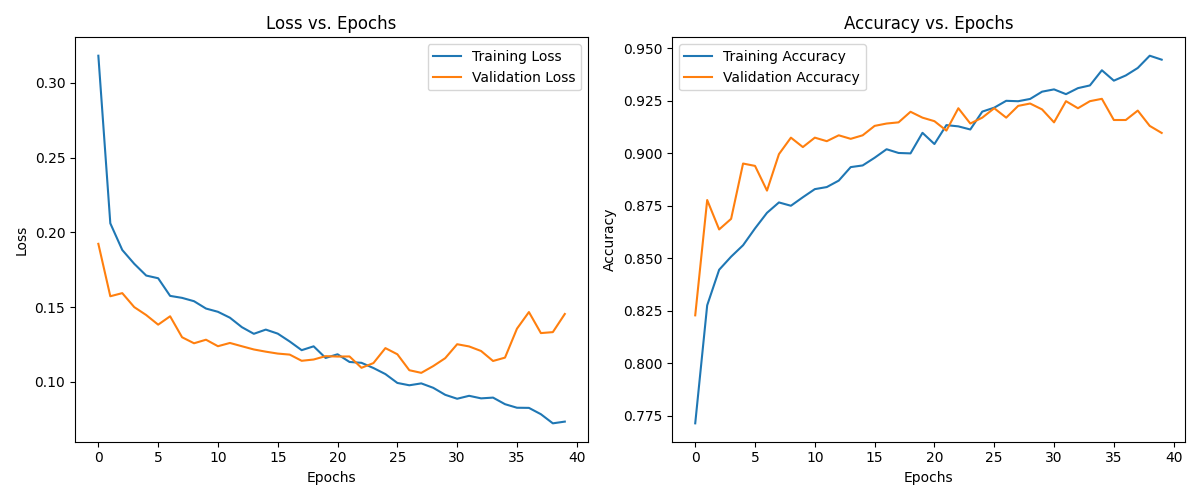 Loss vs. Epochs
Training Loss
Validation Loss
0.30
0.25
0.20
0.15
0.10
Loss
0 5 10 15 20 25 30 35 40
Epochs
Accuracy vs. Epochs
Training Accuracy
Validation Accuracy
0.950
0.925
0.900
0.875
0.850
0.825
0.800
0.775
Accuracy
0 5 10 15 20 25 30 35 40
Epochs